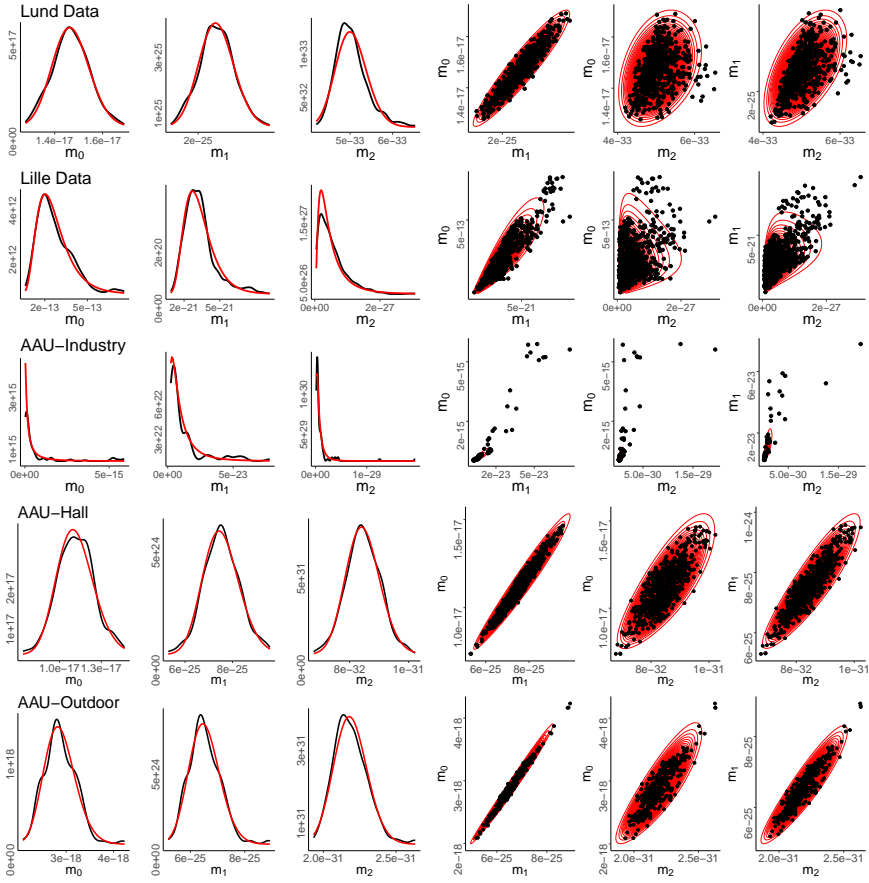 Lund Data
0e+00 5e+17
1.4e−17 1.6e−17
m0
1e+25 3e+25
2e−25
m1
5e+32 1e+33
5e−33 6e−33
m2
m0
1.4e−17 1.6e−17
2e−25
m1
m0
1.4e−17 1.6e−17
4e−33 6e−33
m2
m1
2e−25
4e−33 6e−33
m2
Lille Data
2e+12 4e+12
2e−13 5e−13
m0
0e+00 2e+20
2e−21 5e−21
m1
5.0e+26 1.5e+27
0e+00 2e−27
m2
m0
5e−13
5e−21
m1
m0
5e−13
0e+00 2e−27
m2
m1
5e−21
0e+00 2e−27
m2
AAU−Industry
1e+15 3e+15
0e+00 5e−15
m0
3e+22 6e+22
0e+00 5e−23
m1
5e+29 1e+30
0e+00 1e−29
m2
m0
2e−15 5e−15
2e−23 5e−23
m1
m0
2e−15 5e−15
5.0e−30 1.5e−29
m2
m1
2e−23 6e−23
5.0e−30 1.5e−29
m2
AAU−Hall
1e+17 2e+17
1.0e−17 1.3e−17
m0
0e+00 5e+24
6e−25 8e−25
m1
0e+00 5e+31
8e−32 1e−31
m2
m0
1.0e−17 1.5e−17
6e−25 8e−25
m1
m0
1.0e−17 1.5e−17
8e−32 1e−31
m2
m1
6e−25 8e−25 1e−24
8e−32 1e−31
m2
AAU−Outdoor
0e+00 1e+18
3e−18 4e−18
m0
0e+00 5e+24
6e−25 8e−25
m1
1e+31 3e+31
2.0e−31 2.5e−31
m2
m0
2e−18 3e−18 4e−18
6e−25 8e−25
m1
m0
2e−18 3e−18 4e−18
2.0e−31 2.5e−31
m2
m1
6e−25 8e−25
2.0e−31 2.5e−31
m2